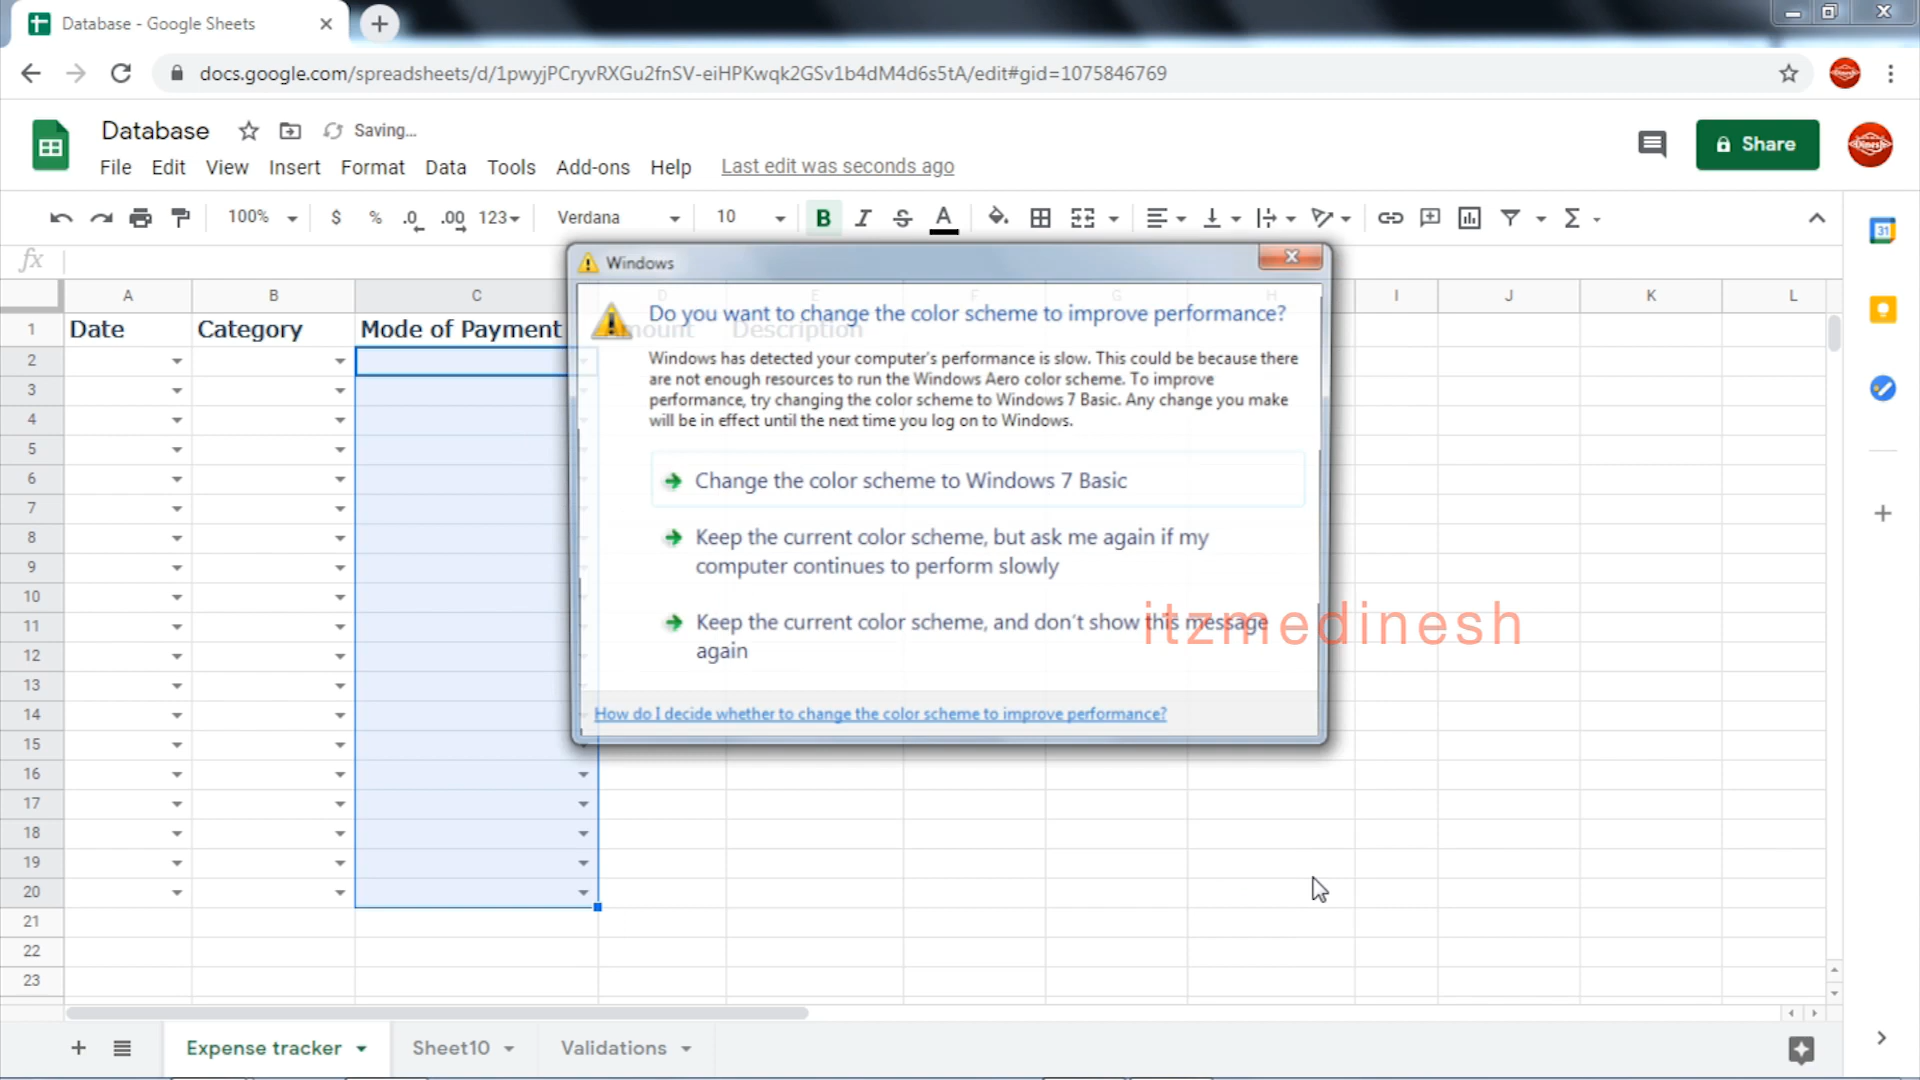 Database - Google Sheets
docs.google.com/spreadsheets/d/1pwyjPCryvRXGu2fnSV-eiHPKwqk2GSv1b4dM4d6s5tA/edit#gid=1075846769
Database Saving...
File Edit View Insert Format Data Tools Add-ons Help Last edit was seconds ago
Share
Dinesh
100% $ % .0 .00 123 Verdana 10 B I S A
31
fx
Windows
A B C D E F G H I J K L
1 Date Category Mode of Payment Amount Description
Do you want to change the color scheme to improve performance?
Windows has detected your computer's performance is slow. This could be because there
are not enough resources to run the Windows Aero color scheme. To improve
performance, try changing the color scheme to Windows 7 Basic. Any change you make
will be in effect until the next time you log on to Windows.
Change the color scheme to Windows 7 Basic
Keep the current color scheme, but ask me again if my
computer continues to perform slowly
Keep the current color scheme, and don't show this message
again
How do I decide whether to change the color scheme to improve performance?
itzmedinesh
2
3
4
5
6
7
8
9
10
11
12
13
14
15
16
17
18
19
20
21
22
23
Expense tracker Sheet10 Validations